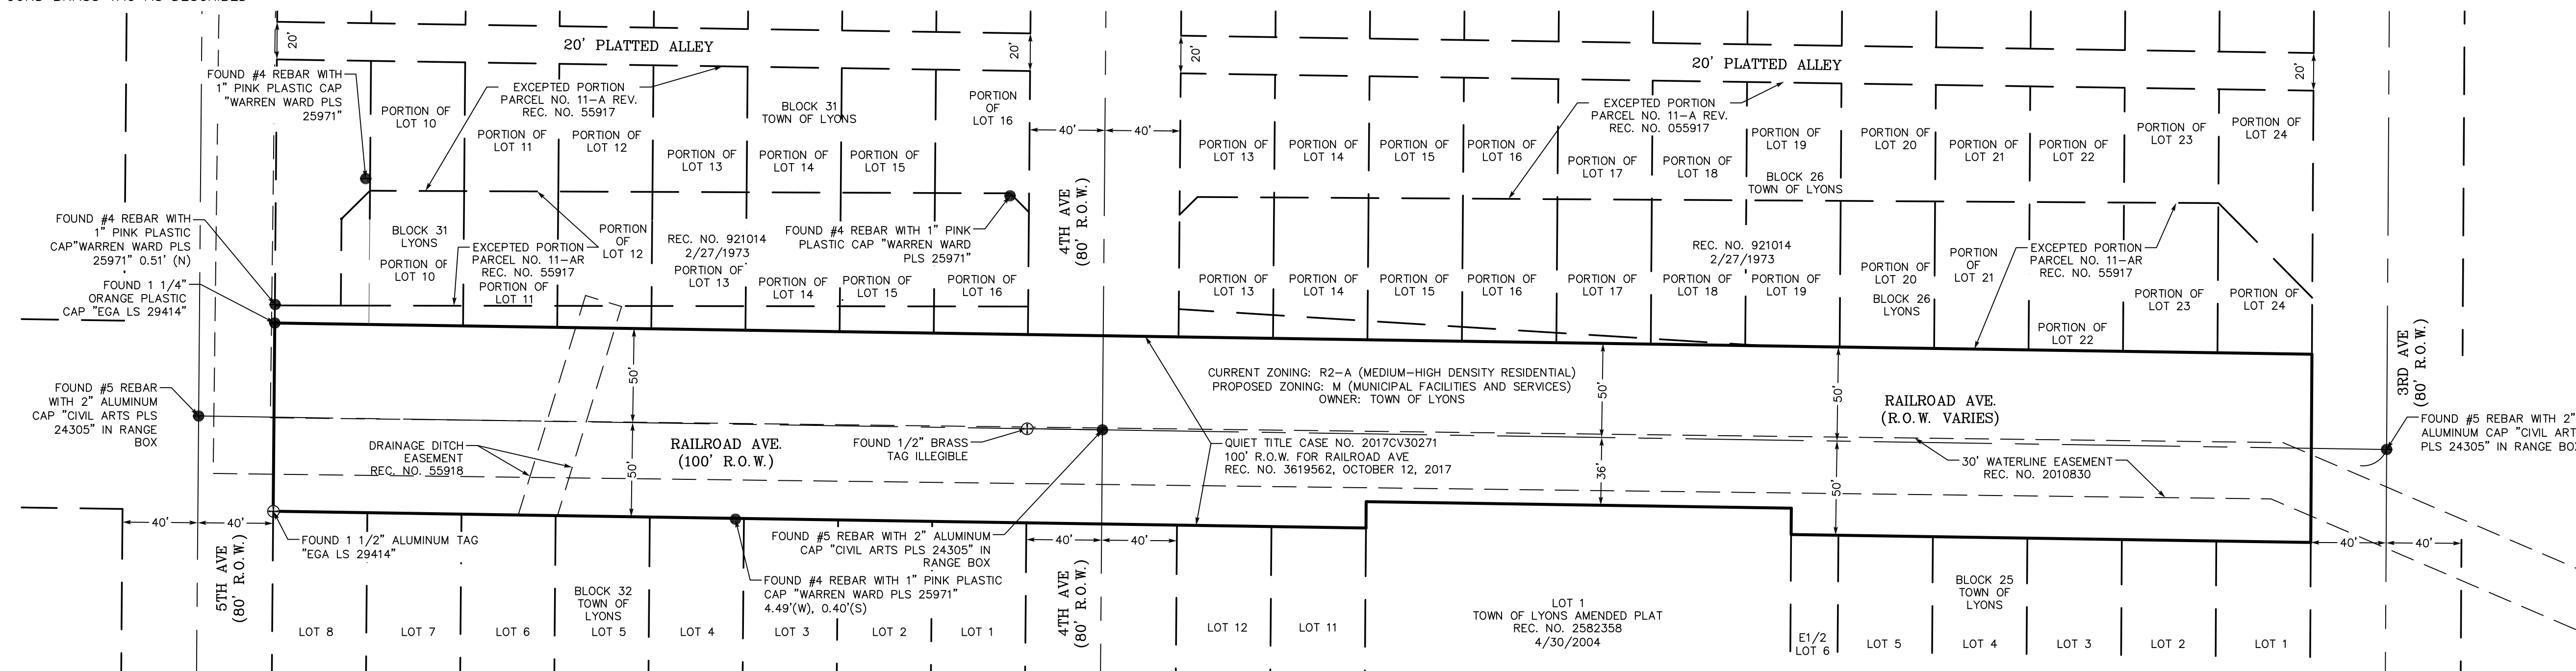 20'
20' PLATTED ALLEY
20'
20'
20' PLATTED ALLEY
20'
FOUND #4 REBAR WITH
1" PINK PLASTIC CAP
"WARREN WARD PLS
25971"
PORTION OF
LOT 10
EXCEPTED PORTION
PARCEL NO. 11-A REV.
REC. NO. 55917
PORTION OF
LOT 11
PORTION OF
LOT 12
PORTION OF
LOT 13
BLOCK 31
TOWN OF LYONS
PORTION OF
LOT 14
PORTION OF
LOT 15
PORTION
OF
LOT 16
40'
40'
4TH AVE
(80' R.O.W.)
PORTION OF
LOT 13
PORTION OF
LOT 14
PORTION OF
LOT 15
PORTION OF
LOT 16
EXCEPTED PORTION
PARCEL NO. 11-A REV.
REC. NO. 055917
PORTION OF
LOT 17
PORTION OF
LOT 18
PORTION OF
LOT 19
BLOCK 26
TOWN OF LYONS
PORTION OF
LOT 20
PORTION OF
LOT 21
PORTION OF
LOT 22
PORTION OF
LOT 23
PORTION OF
LOT 24
FOUND #4 REBAR WITH
1" PINK PLASTIC
CAP"WARREN WARD PLS
25971" 0.51' (N)
FOUND 1 1/4"
ORANGE PLASTIC
CAP "EGA LS 29414"
BLOCK 31
LYONS
PORTION OF
LOT 10
EXCEPTED PORTION
PARCEL NO. 11-AR
REC. NO. 55917
PORTION OF
LOT 11
PORTION
OF
LOT 12
REC. NO. 921014
2/27/1973
PORTION OF
LOT 13
FOUND #4 REBAR WITH 1" PINK
PLASTIC CAP "WARREN WARD
PLS 25971"
PORTION OF
LOT 14
PORTION OF
LOT 15
PORTION OF
LOT 16
PORTION OF
LOT 13
PORTION OF
LOT 14
PORTION OF
LOT 15
PORTION OF
LOT 16
PORTION OF
LOT 17
REC. NO. 921014
2/27/1973
PORTION OF
LOT 18
PORTION OF
LOT 19
PORTION OF
LOT 20
BLOCK 26
LYONS
PORTION
OF
LOT 21
EXCEPTED PORTION
PARCEL NO. 11-AR
REC. NO. 55917
PORTION OF
LOT 22
PORTION OF
LOT 23
PORTION OF
LOT 24
3RD AVE
(80' R.O.W.)
FOUND #5 REBAR
WITH 2" ALUMINUM
CAP "CIVIL ARTS PLS
24305" IN RANGE
BOX
50'
50'
DRAINAGE DITCH
EASEMENT
REC. NO. 55918
RAILROAD AVE.
(100' R.O.W.)
FOUND 1/2" BRASS
TAG ILLEGIBLE
CURRENT ZONING: R2-A (MEDIUM-HIGH DENSITY RESIDENTIAL)
PROPOSED ZONING: M (MUNICIPAL FACILITIES AND SERVICES)
OWNER: TOWN OF LYONS
QUIET TITLE CASE NO. 2017CV30271
100' R.O.W. FOR RAILROAD AVE
REC. NO. 3619562, OCTOBER 12, 2017
50'
36'
50'
50'
RAILROAD AVE.
(R.O.W. VARIES)
30' WATERLINE EASEMENT
REC. NO. 2010830
FOUND #5 REBAR WITH 2"
ALUMINUM CAP "CIVIL ART
PLS 24305" IN RANGE BO
40'
40'
5TH AVE
(80' R.O.W.)
FOUND 1 1/2" ALUMINUM TAG
"EGA LS 29414"
FOUND #5 REBAR WITH 2" ALUMINUM
CAP "CIVIL ARTS PLS 24305" IN
RANGE BOX
FOUND #4 REBAR WITH 1" PINK PLASTIC
CAP "WARREN WARD PLS 25971"
4.49'(W), 0.40'(S)
40'
40'
4TH AVE
(80' R.O.W.)
40'
40'
BLOCK 32
TOWN OF
LYONS
LOT 8
LOT 7
LOT 6
LOT 5
LOT 4
LOT 3
LOT 2
LOT 1
LOT 12
LOT 11
LOT 1
TOWN OF LYONS AMENDED PLAT
REC. NO. 2582358
4/30/2004
BLOCK 25
TOWN OF
LYONS
E1/2
LOT 6
LOT 5
LOT 4
LOT 3
LOT 2
LOT 1